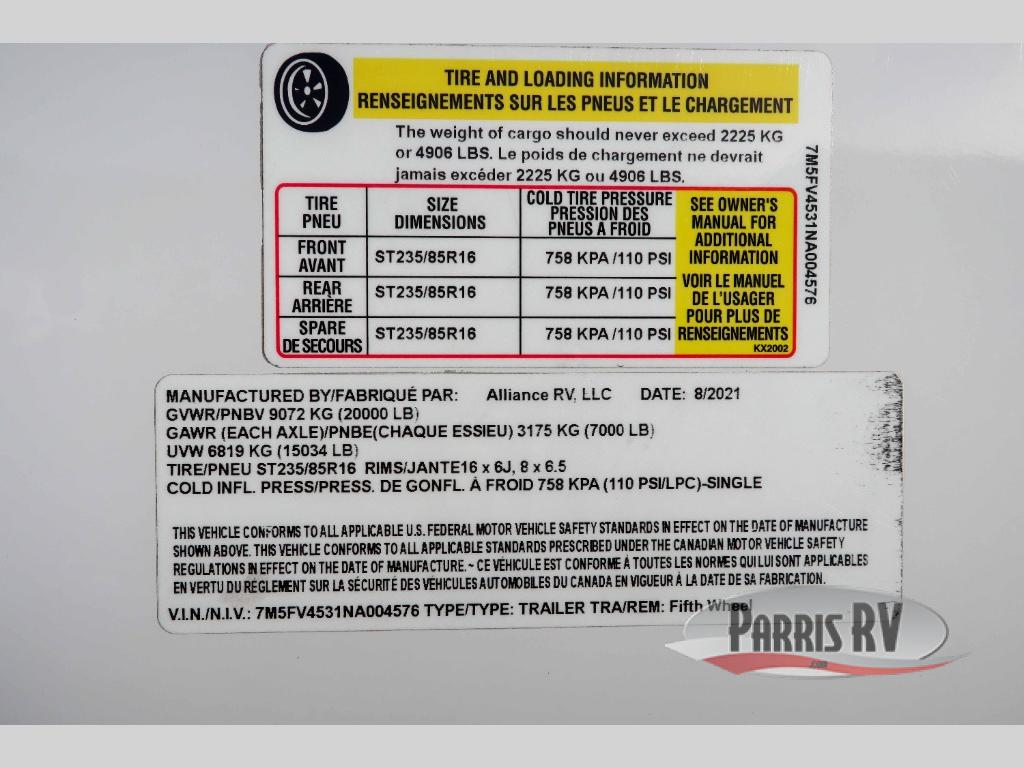 TIRE AND LOADING INFORMATION
RENSEIGNEMENTS SUR LES PNEUS ET LE CHARGEMENT
The weight of cargo should never exceed 2225 KG
or 4906 LBS. Le poids de chargement ne devrait
jamais excéder 2225 KG ou 4906 LBS.
TIRE PNEU SIZE DIMENSIONS COLD TIRE PRESSURE PRESSION DES PNEUS À FROID
FRONT AVANT ST235/85R16 758 KPA /110 PSI
REAR ARRIÈRE ST235/85R16 758 KPA /110 PSI
SPARE DE SECOURS ST235/85R16 758 KPA /110 PSI
SEE OWNER'S
MANUAL FOR
ADDITIONAL
INFORMATION
VOIR LE MANUEL
DE L'USAGER
POUR PLUS DE
RENSEIGNEMENTS
KX2002
7M5FV4531NA004576
MANUFACTURED BY/FABRIQUÉ PAR: Alliance RV, LLC DATE: 8/2021
GVWR/PNBV 9072 KG (20000 LB)
GAWR (EACH AXLE)/PNBE(CHAQUE ESSIEU) 3175 KG (7000 LB)
UVW 6819 KG (15034 LB)
TIRE/PNEU ST235/85R16 RIMS/JANTE16 x 6J, 8 x 6.5
COLD INFL. PRESS/PRESS. DE GONFL. À FROID 758 KPA (110 PSI/LPC)-SINGLE
THIS VEHICLE CONFORMS TO ALL APPLICABLE U.S. FEDERAL MOTOR VEHICLE SAFETY STANDARDS IN EFFECT ON THE DATE OF MANUFACTURE
SHOWN ABOVE. THIS VEHICLE CONFORMS TO ALL APPLICABLE STANDARDS PRESCRIBED UNDER THE CANADIAN MOTOR VEHICLE SAFETY
REGULATIONS IN EFFECT ON THE DATE OF MANUFACTURE. ~ CE VÉHICULE EST CONFORME À TOUTES LES NORMES QUI LUI SONT APPLICABLES
EN VERTU DU RÉGLEMENT SUR LA SÉCURITÉ DES VÉHICULES AUTOMOBILES DU CANADA EN VIGUEUR À LA DATE DE SA FABRICATION.
V.I.N./N.I.V.: 7M5FV4531NA004576 TYPE/TYPE: TRAILER TRA/REM: Fifth Wheel
PARRIS RV
.com